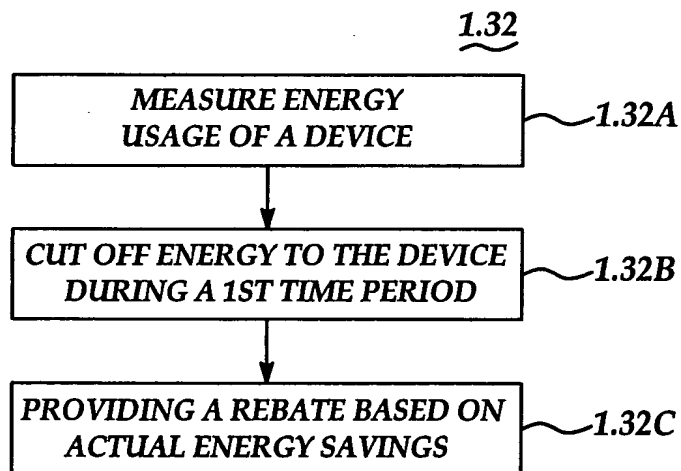 1.32
MEASURE ENERGY
USAGE OF A DEVICE
1.32A
CUT OFF ENERGY TO THE DEVICE
DURING A 1ST TIME PERIOD
1.32B
PROVIDING A REBATE BASED ON
ACTUAL ENERGY SAVINGS
1.32C